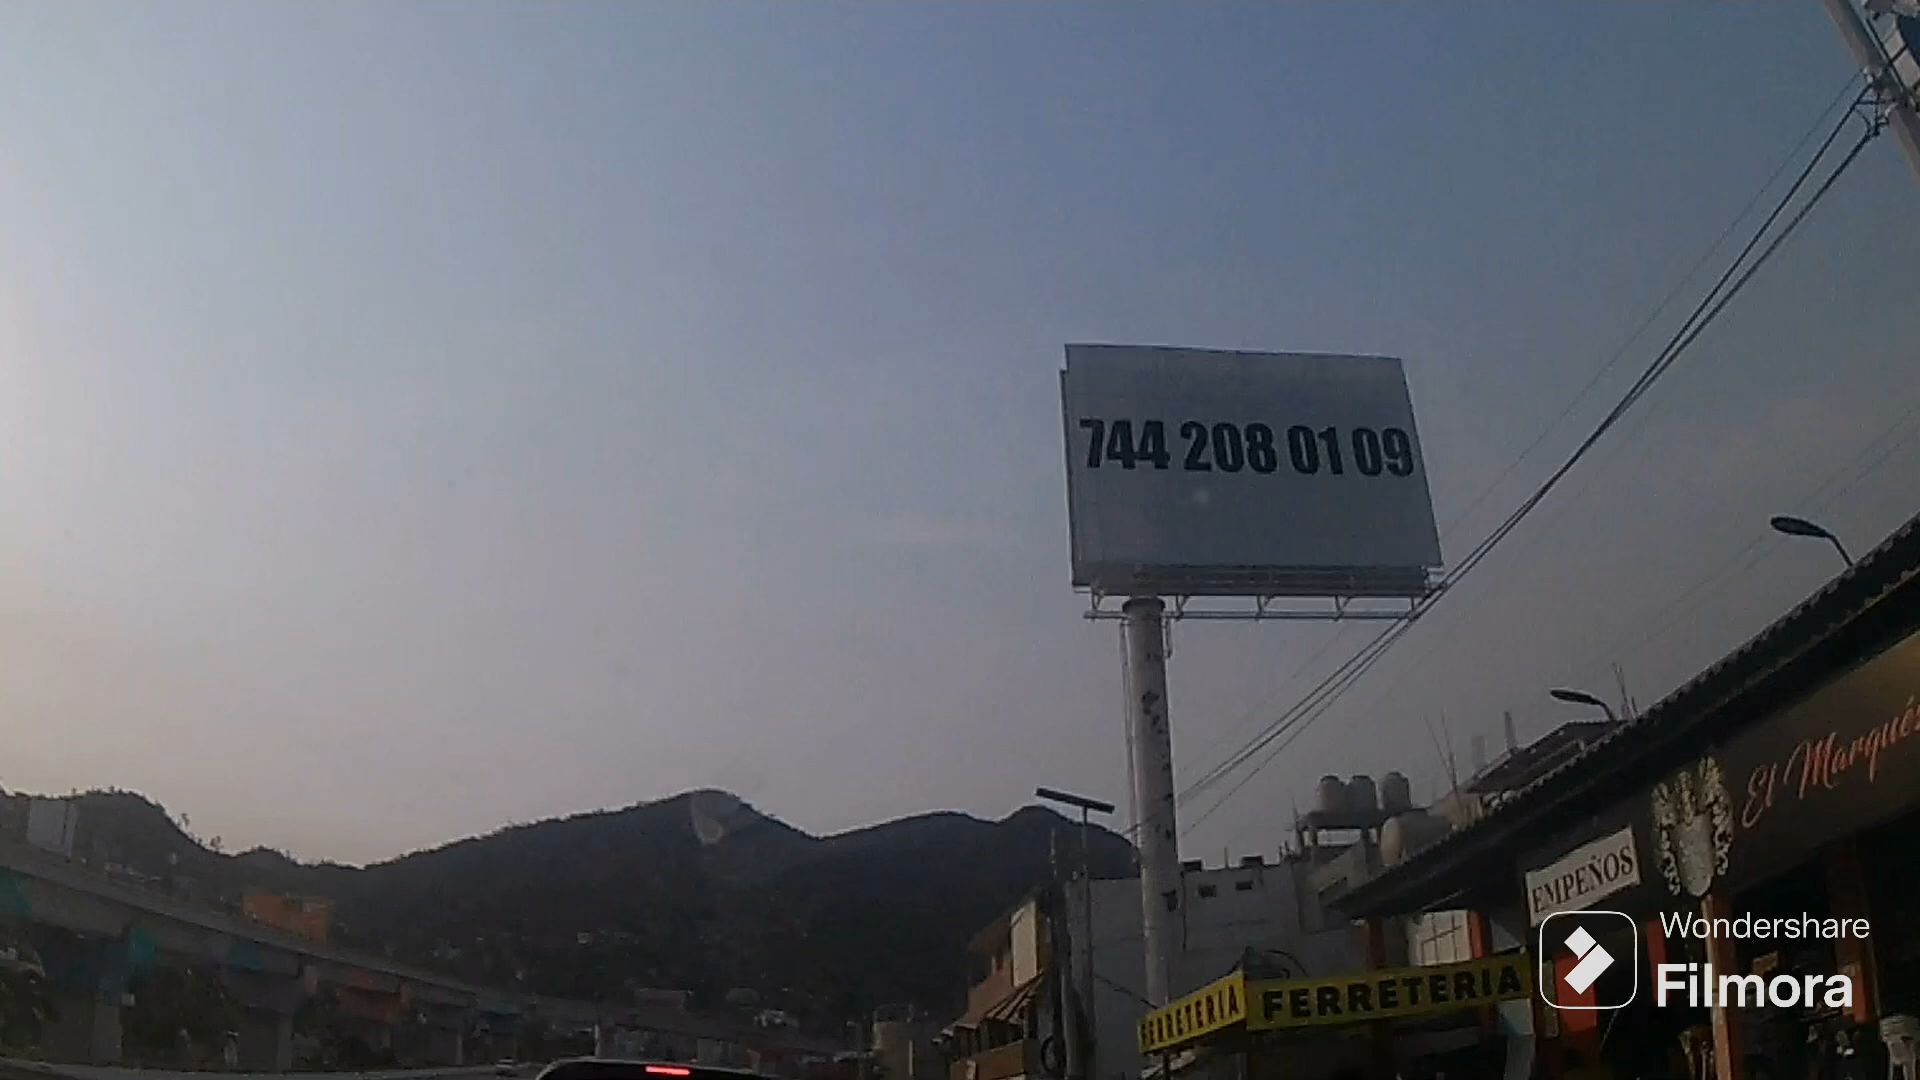 744 208 01 09
El Marqués
EMPEÑOS
FERRETERIA
FERRETERIA
Wondershare
Filmora